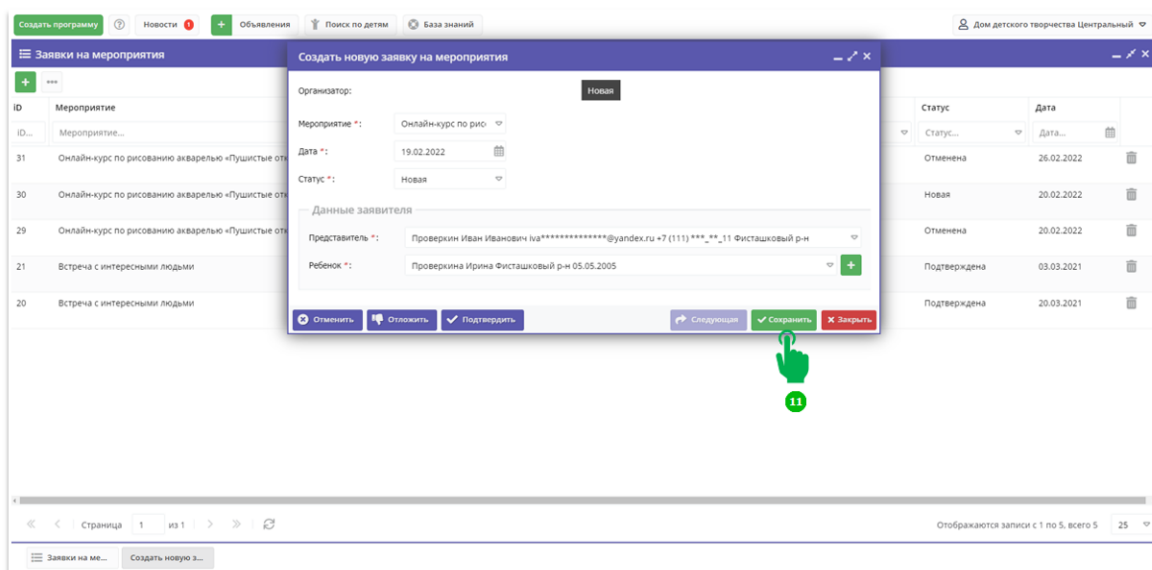 Создать программу Новости 1 + Объявления Поиск по детям База знаний Дом детского творчества Центральный
Заявки на мероприятия
iD Мероприятие Статус Дата
iD... Мероприятие... Статус... Дата...
31 Онлайн-курс по рисованию акварелью «Пушистые отк Отменена 26.02.2022
30 Онлайн-курс по рисованию акварелью «Пушистые отк Новая 20.02.2022
29 Онлайн-курс по рисованию акварелью «Пушистые отк Отменена 20.02.2022
21 Встреча с интересными людьми Подтверждена 03.03.2021
20 Встреча с интересными людьми Подтверждена 20.03.2021
Создать новую заявку на мероприятия
Организатор: Новая
Мероприятие *: Онлайн-курс по рис
Дата *: 19.02.2022
Статус *: Новая
Данные заявителя
Представитель *: Проверкин Иван Иванович iva**************@yandex.ru +7 (111) ***_**_11 Фисташковый р-н
Ребенок *: Проверкина Ирина Фисташковый р-н 05.05.2005
Отменить Отложить Подтвердить Следующая Сохранить Закрыть
11
Страница 1 из 1 Отображаются записи с 1 по 5, всего 5 25
Заявки на ме... Создать новую з...